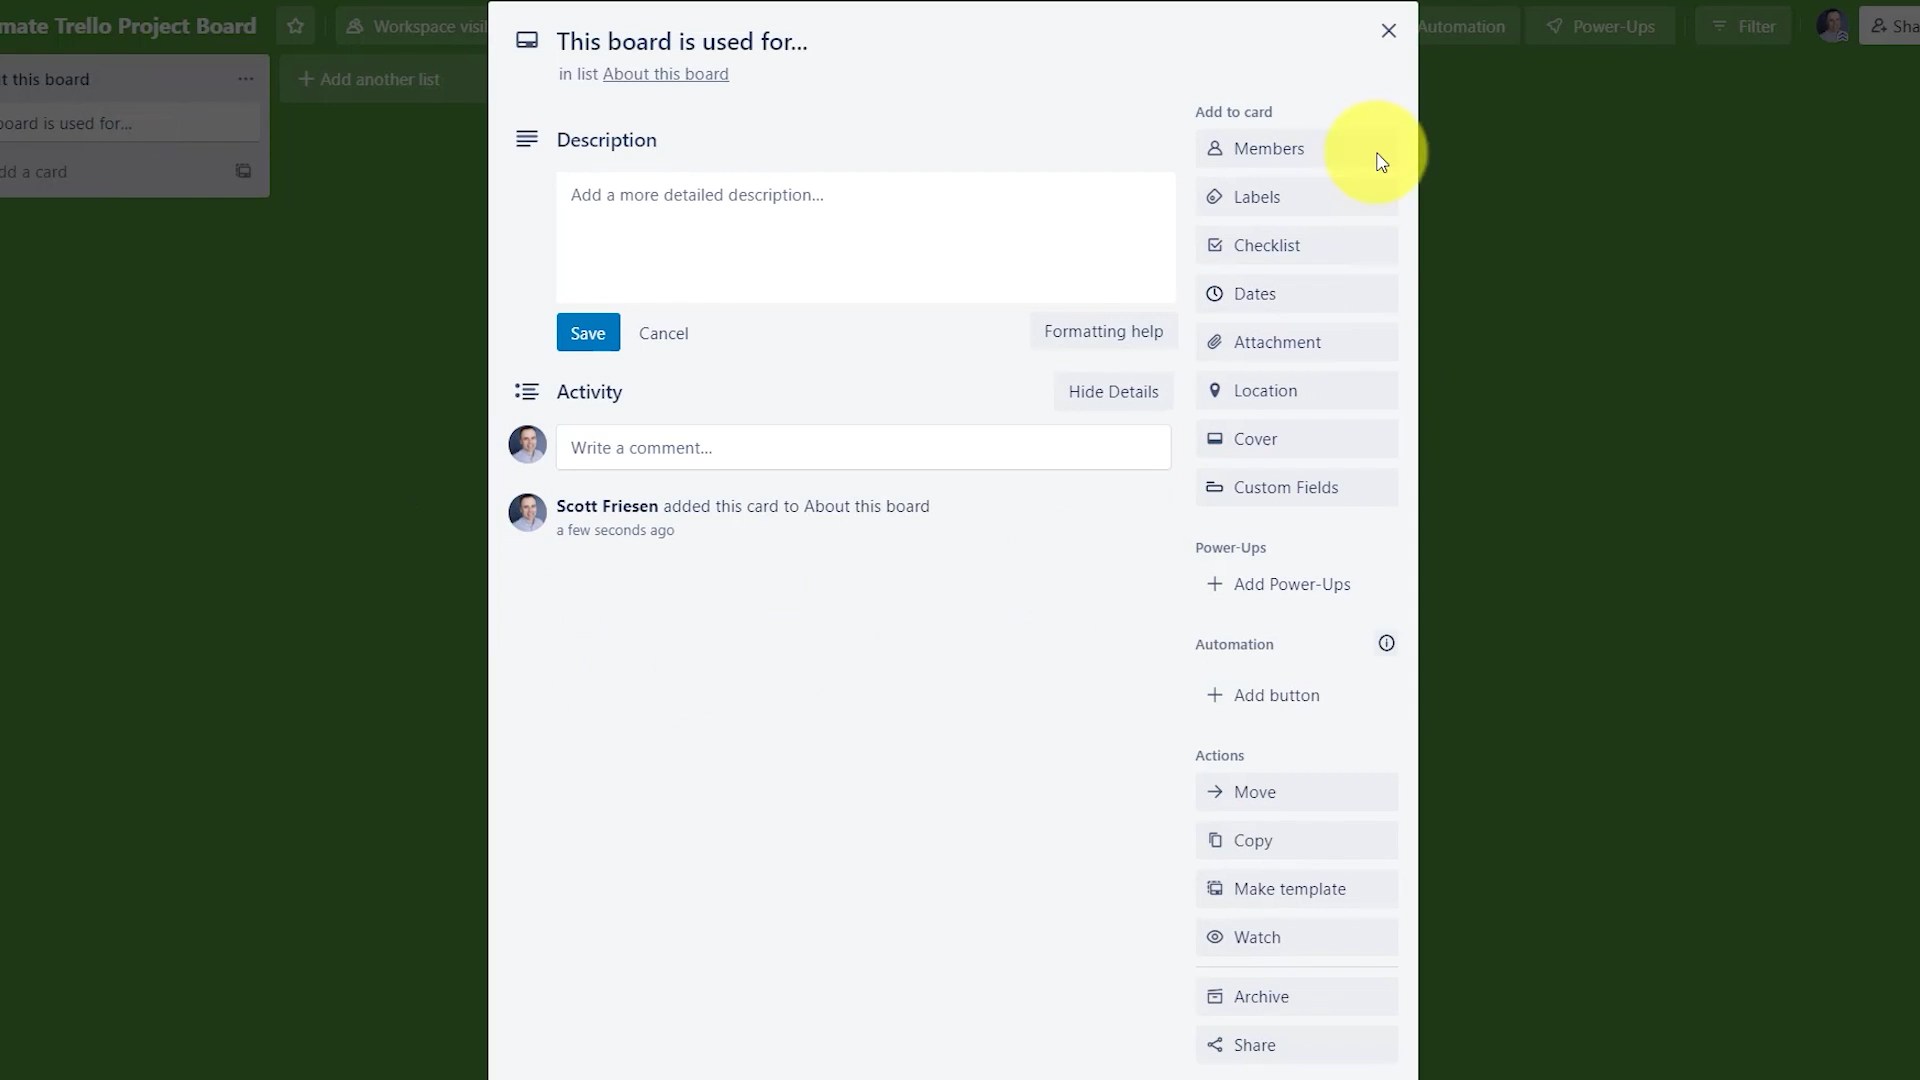 mate Trello Project Board
Workspace visi
Automation
Power-Ups
Filter
Sha
t this board
Add another list
oard is used for...
dd a card
This board is used for...
in list About this board
Description
Add a more detailed description...
Save
Cancel
Formatting help
Activity
Hide Details
Write a comment...
Scott Friesen added this card to About this board
a few seconds ago
Add to card
Members
Labels
Checklist
Dates
Attachment
Location
Cover
Custom Fields
Power-Ups
Add Power-Ups
Automation
Add button
Actions
Move
Copy
Make template
Watch
Archive
Share